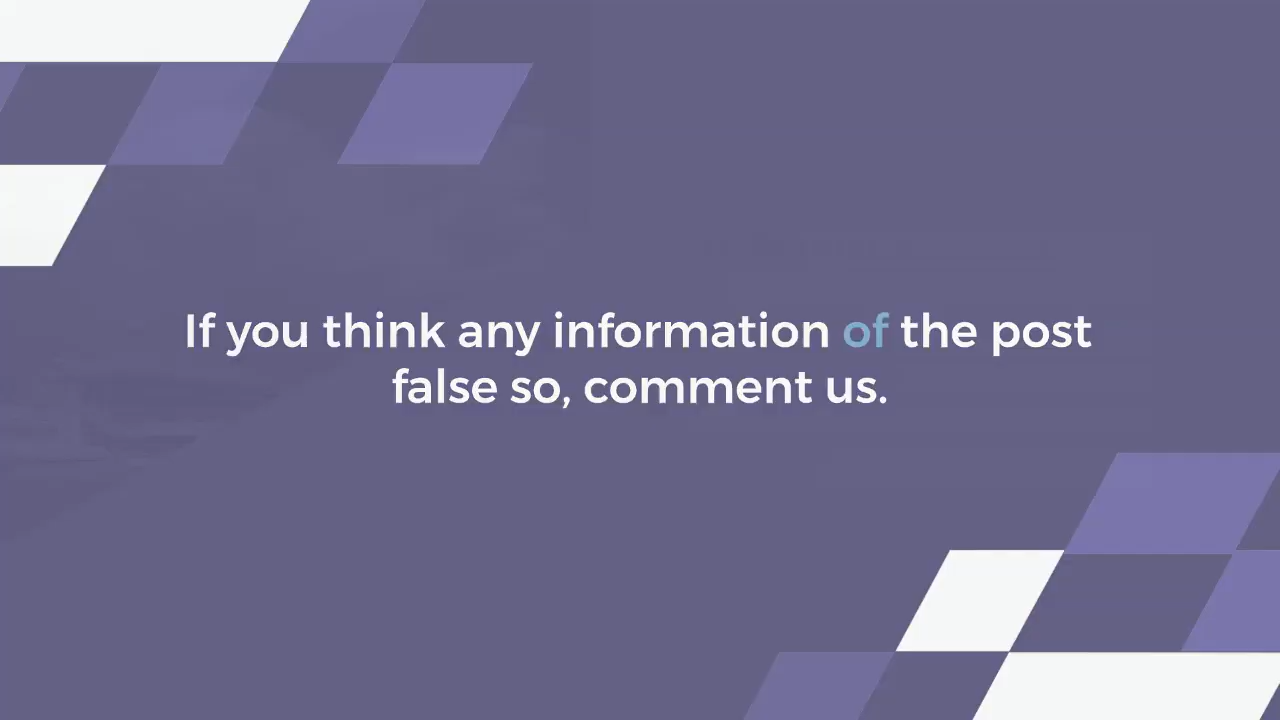 If you think any information of the post
false so, comment us.